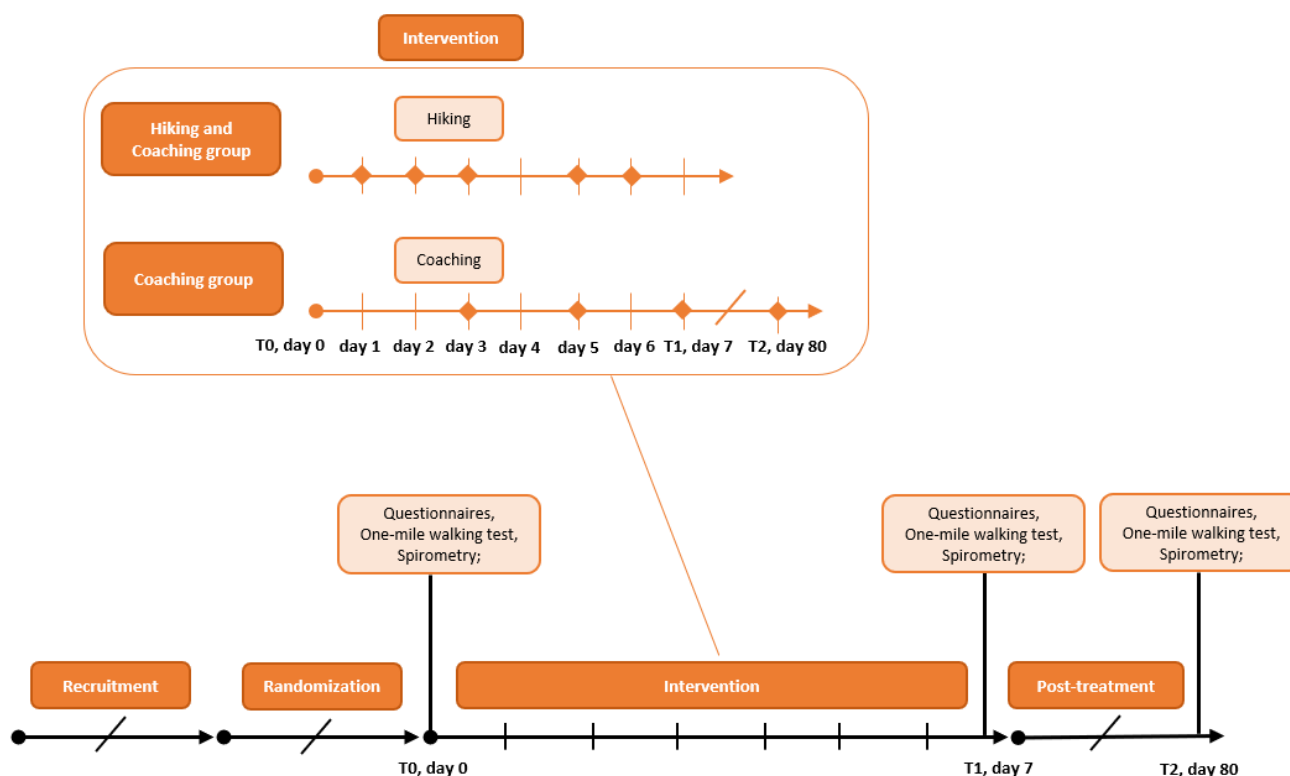 Intervention
Hiking and
Coaching group
Hiking
Coaching group
Coaching
T0, day 0
day 1
day 2
day 3
day 4
day 5
day 6
T1, day 7
T2, day 80
Questionnaires,
One-mile walking test,
Spirometry;
Questionnaires,
One-mile walking test,
Spirometry;
Questionnaires,
One-mile walking test,
Spirometry;
Recruitment
Randomization
Intervention
Post-treatment
T0, day 0
T1, day 7
T2, day 80